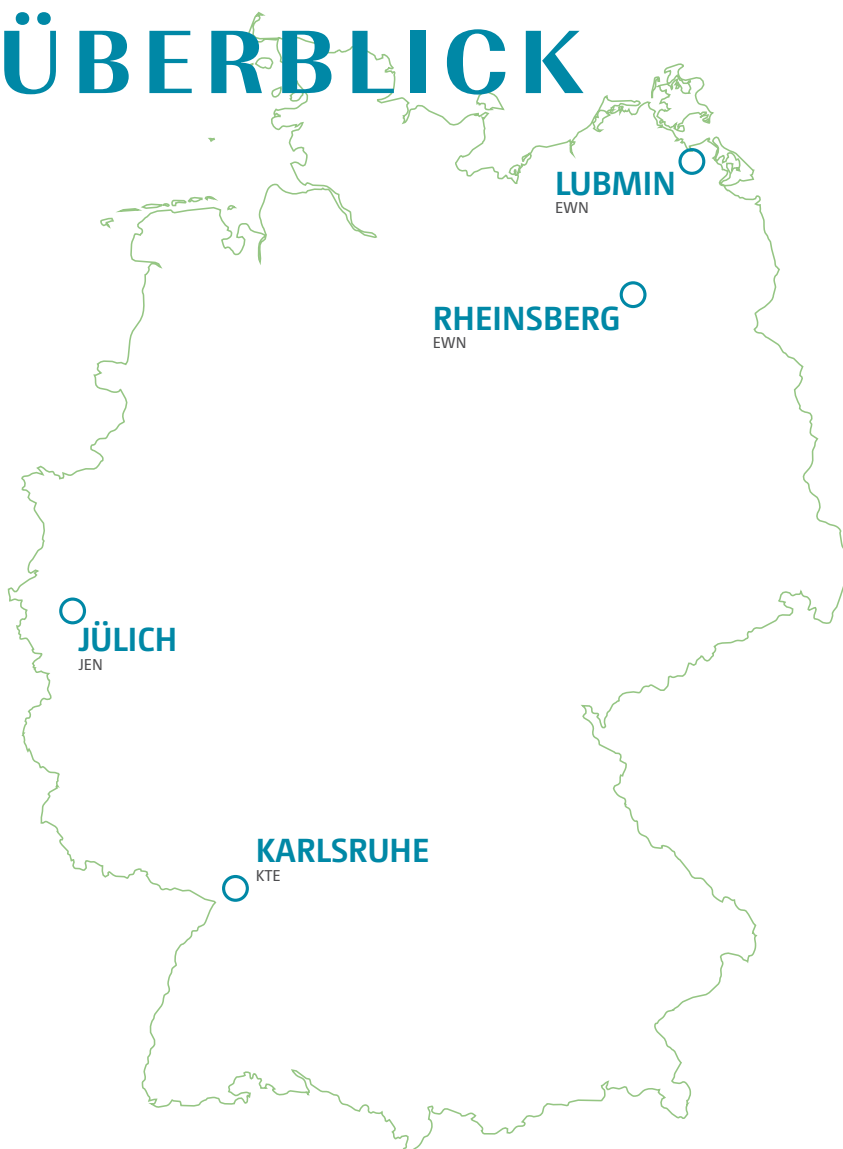 ÜBERBLICK
LUBMIN
EWN
RHEINSBERG
EWN
JÜLICH
JEN
KARLSRUHE
KTE